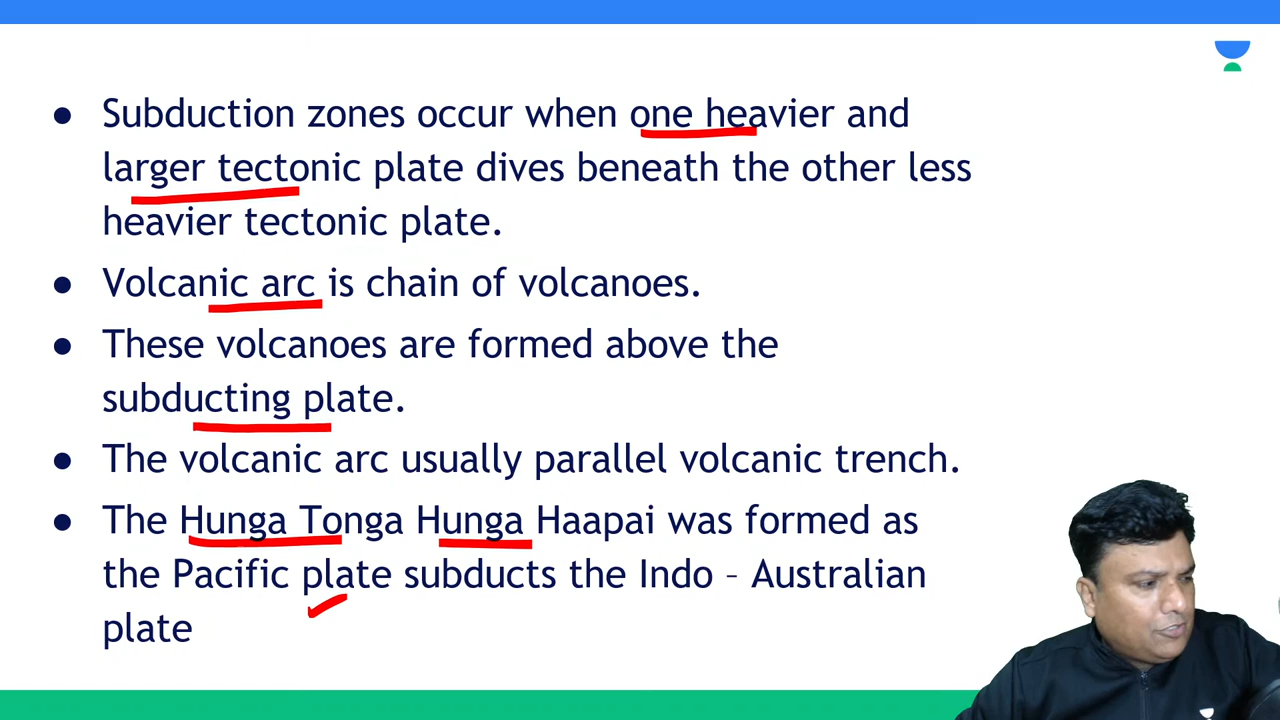 ● Subduction zones occur when one heavier and
larger tectonic plate dives beneath the other less
heavier tectonic plate.
● Volcanic arc is chain of volcanoes.
● These volcanoes are formed above the
subducting plate.
● The volcanic arc usually parallel volcanic trench.
● The Hunga Tonga Hunga Haapai was formed as
the Pacific plate subducts the Indo – Australian
plate